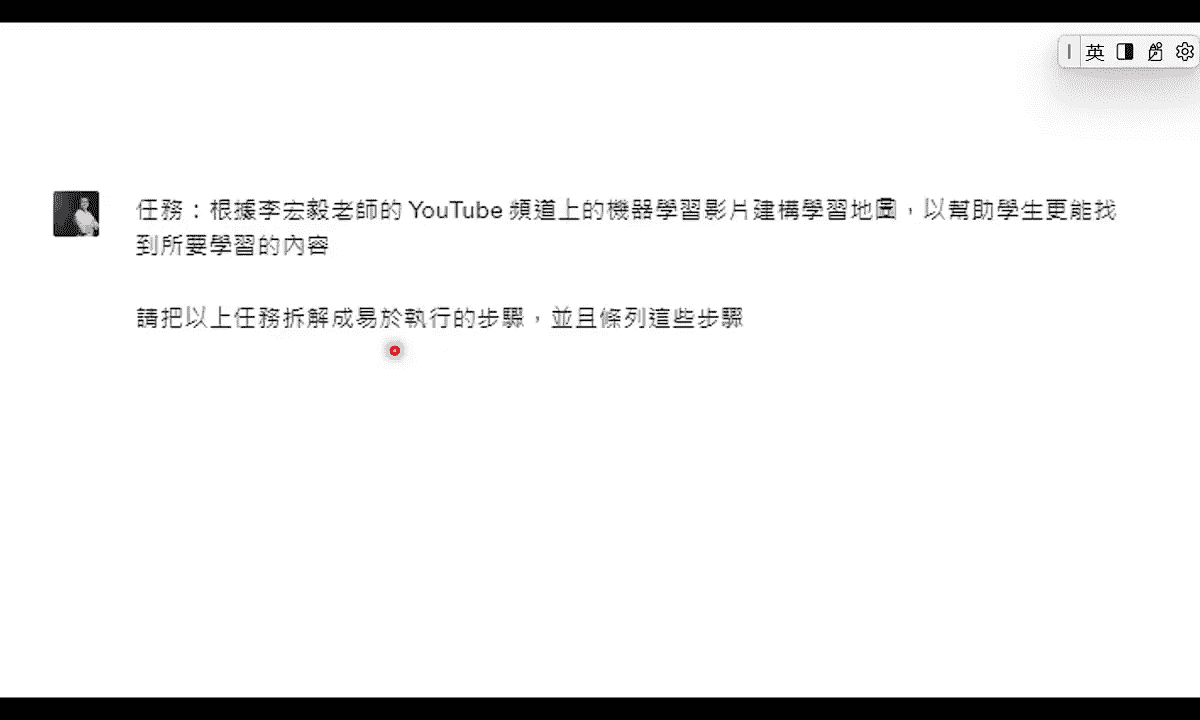 英
任務：根據李宏毅老師的 YouTube 頻道上的機器學習影片建構學習地圖，以幫助學生更能找
到所要學習的內容
請把以上任務拆解成易於執行的步驟，並且條列這些步驟